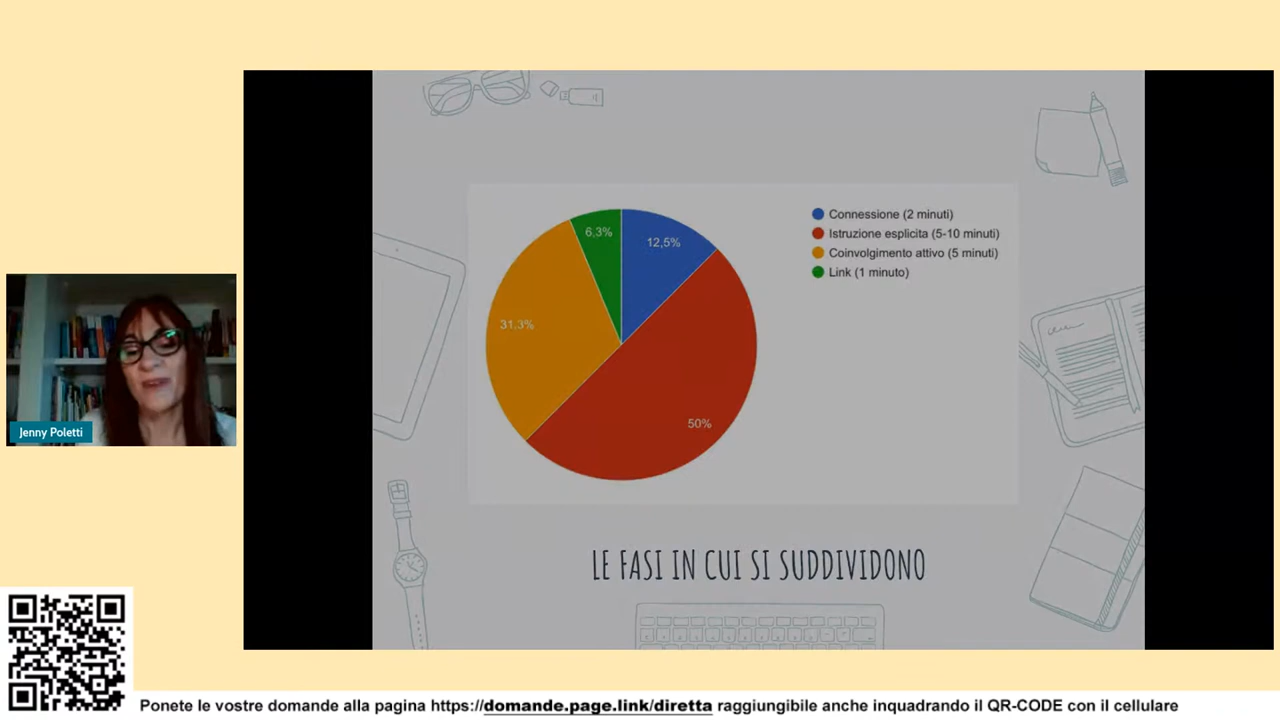 6,3%
12,5%
31,3%
50%
Connessione (2 minuti)
Istruzione esplicita (5-10 minuti)
Coinvolgimento attivo (5 minuti)
Link (1 minuto)
Jenny Poletti
LE FASI IN CUI SI SUDDIVIDONO
Ponete le vostre domande alla pagina https://domande.page.link/diretta raggiungibile anche inquadrando il QR-CODE con il cellulare